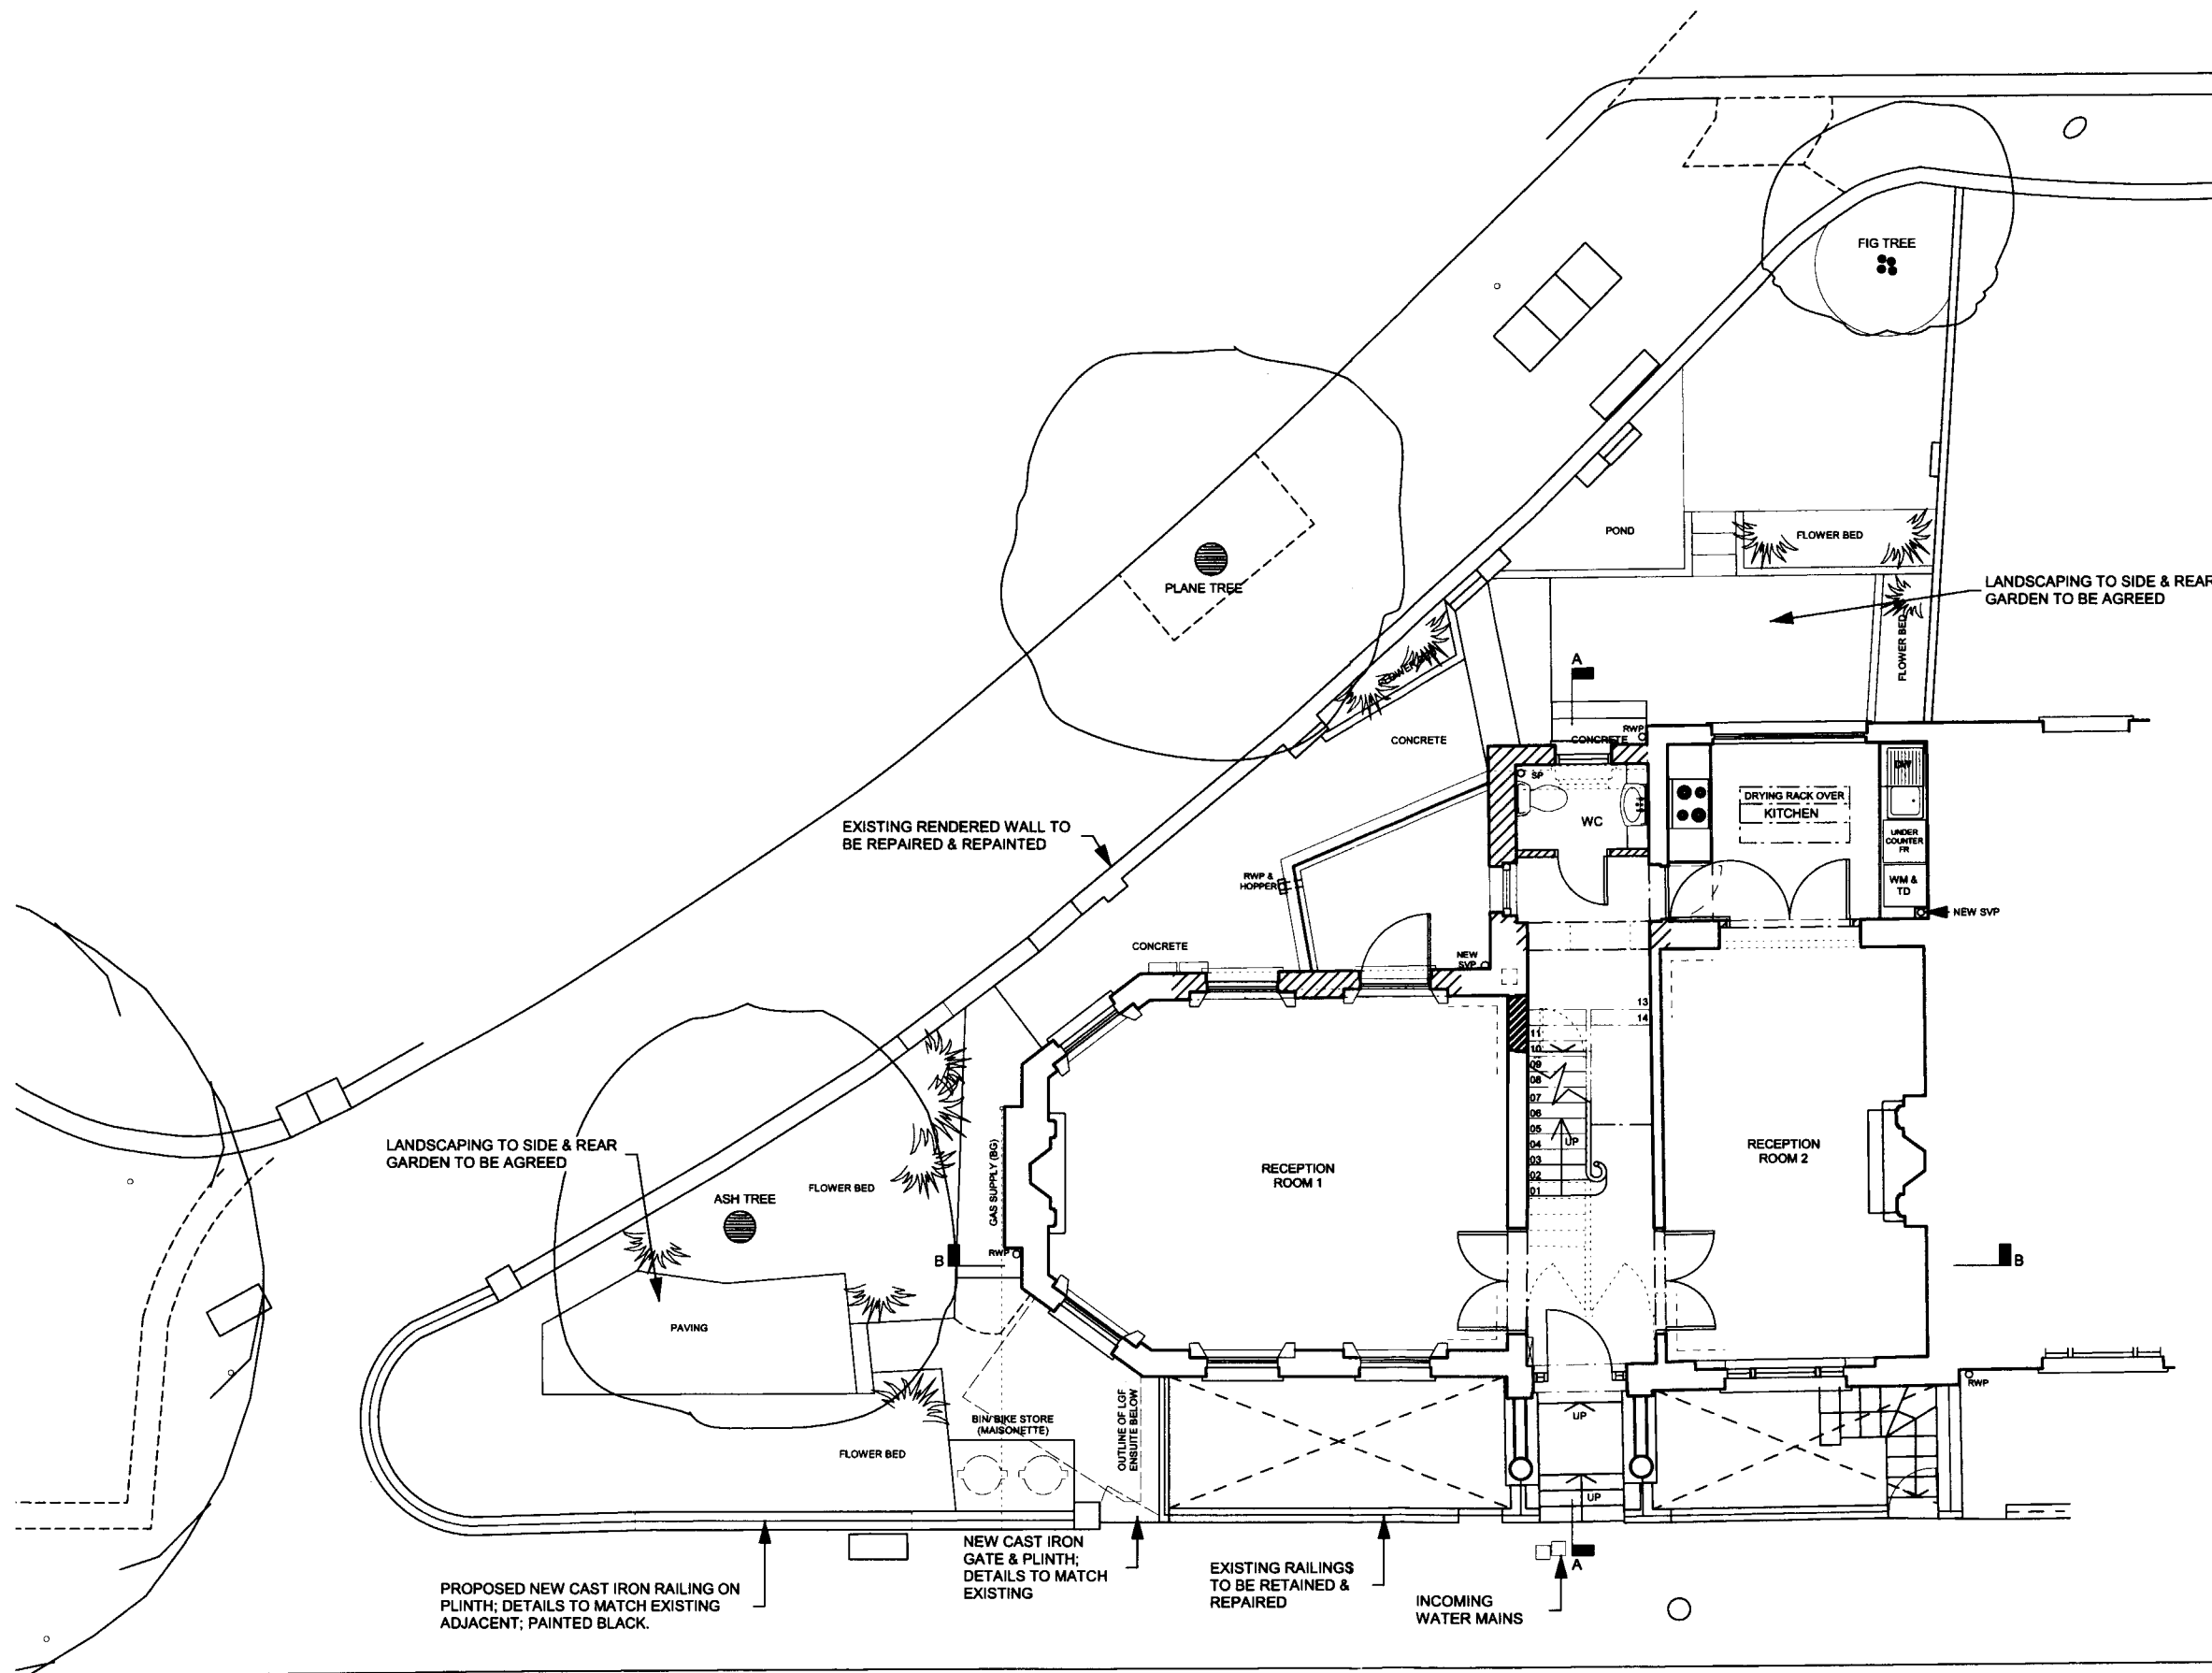 FIG TREE
PLANE TREE
POND
FLOWER BED
LANDSCAPING TO SIDE & REAR
GARDEN TO BE AGREED
FLOWER BED
A
FLOWER BED
CONCRETE
CONCRETE
RWP
SP
WC
DRYING RACK OVER
KITCHEN
DW
UNDER
COUNTER
FR
WM &
TD
NEW SVP
EXISTING RENDERED WALL TO
BE REPAIRED & REPAINTED
RWP &
HOPPER
CONCRETE
NEW
SVP
13
14
11
10
09
08
07
06
05
04
03
02
01
UP
LANDSCAPING TO SIDE & REAR
GARDEN TO BE AGREED
ASH TREE
FLOWER BED
GAS SUPPLY (BG)
RECEPTION
ROOM 1
RECEPTION
ROOM 2
B
RWP
B
PAVING
RWP
BIN/BIKE STORE
(MAISONETTE)
OUTLINE OF LGF
ENSUITE BELOW
UP
FLOWER BED
UP
A
NEW CAST IRON
GATE & PLINTH;
DETAILS TO MATCH
EXISTING
EXISTING RAILINGS
TO BE RETAINED &
REPAIRED
INCOMING
WATER MAINS
PROPOSED NEW CAST IRON RAILING ON
PLINTH; DETAILS TO MATCH EXISTING
ADJACENT; PAINTED BLACK.